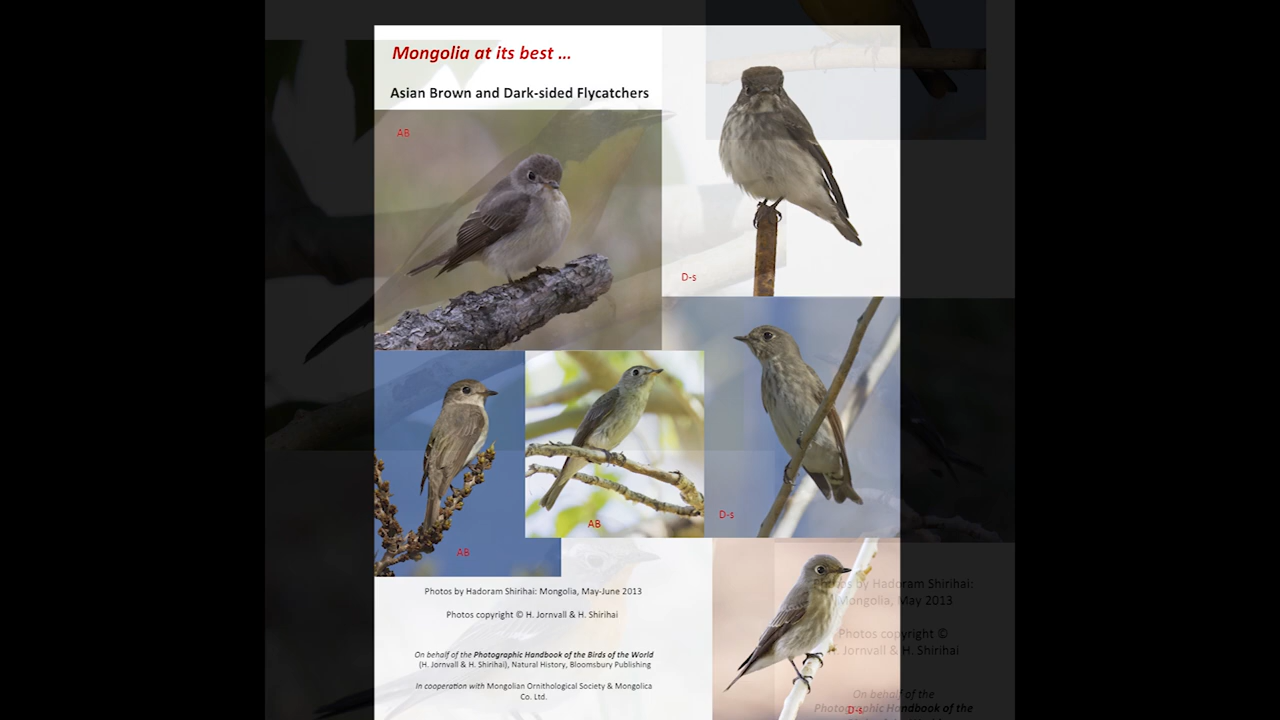 Mongolia at its best ...
Asian Brown and Dark-sided Flycatchers
AB
D-s
AB
D-s
AB
D-s
Photos by Hadoram Shirihai: Mongolia, May-June 2013
Photos copyright © H. Jornvall & H. Shirihai
On behalf of the Photographic Handbook of the Birds of the World
(H. Jornvall & H. Shirihai), Natural History, Bloomsbury Publishing
In cooperation with Mongolian Ornithological Society & Mongolica
Co. Ltd.
Photos by Hadoram Shirihai:
Mongolia, May 2013
Photos copyright ©
H. Jornvall & H. Shirihai
On behalf of the
Photographic Handbook of the